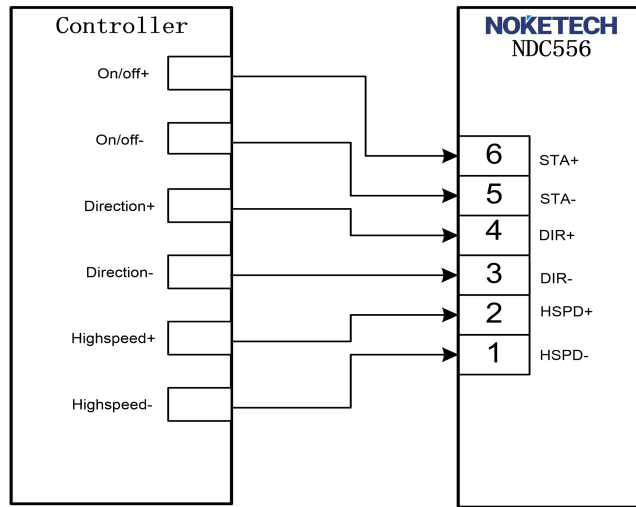 Controller
On/off+
On/off-
Direction+
Direction-
Highspeed+
Highspeed-
NOKETECH
NDC556
6 STA+
5 STA-
4 DIR+
3 DIR-
2 HSPD+
1 HSPD-